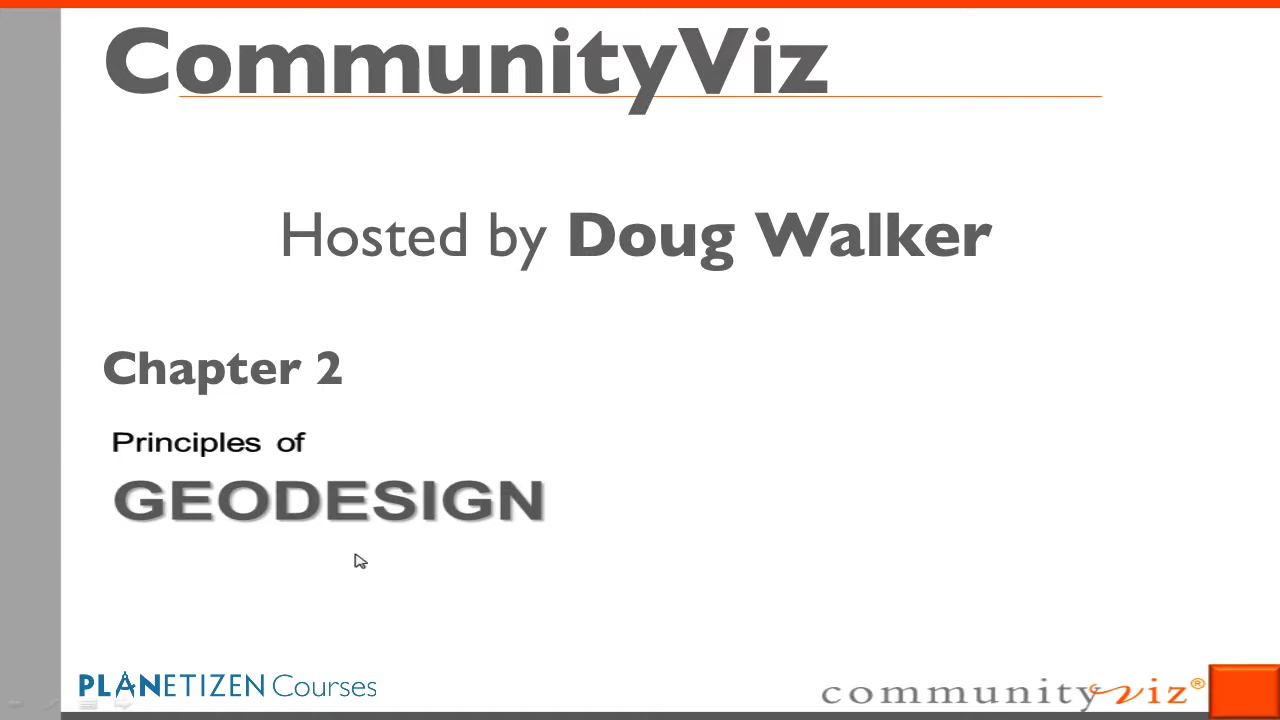 CommunityViz
Hosted by Doug Walker
Chapter 2
Principles of
GEODESIGN
PLANETIZEN Courses
communityviz®